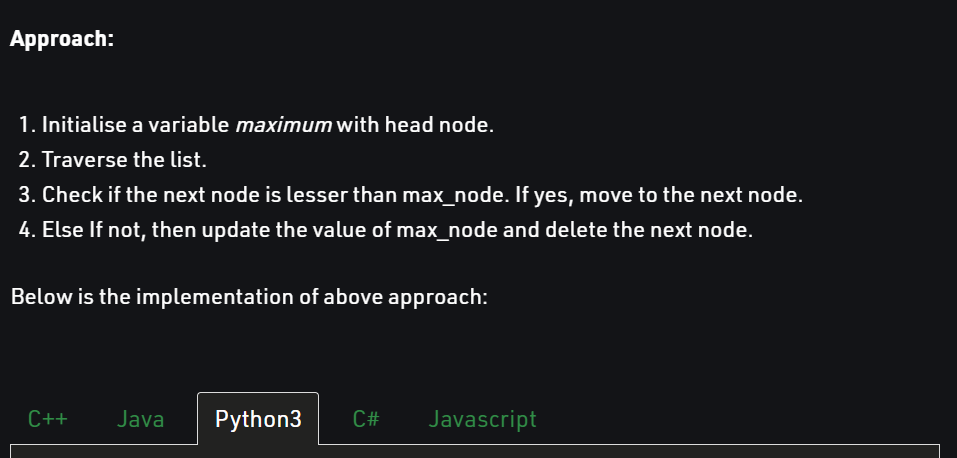 Approach:
1. Initialise a variable maximum with head node.
2. Traverse the list.
3. Check if the next node is lesser than max_node. If yes, move to the next node.
4. Else If not, then update the value of max_node and delete the next node.
Below is the implementation of above approach:
C++ Java Python3 C# Javascript